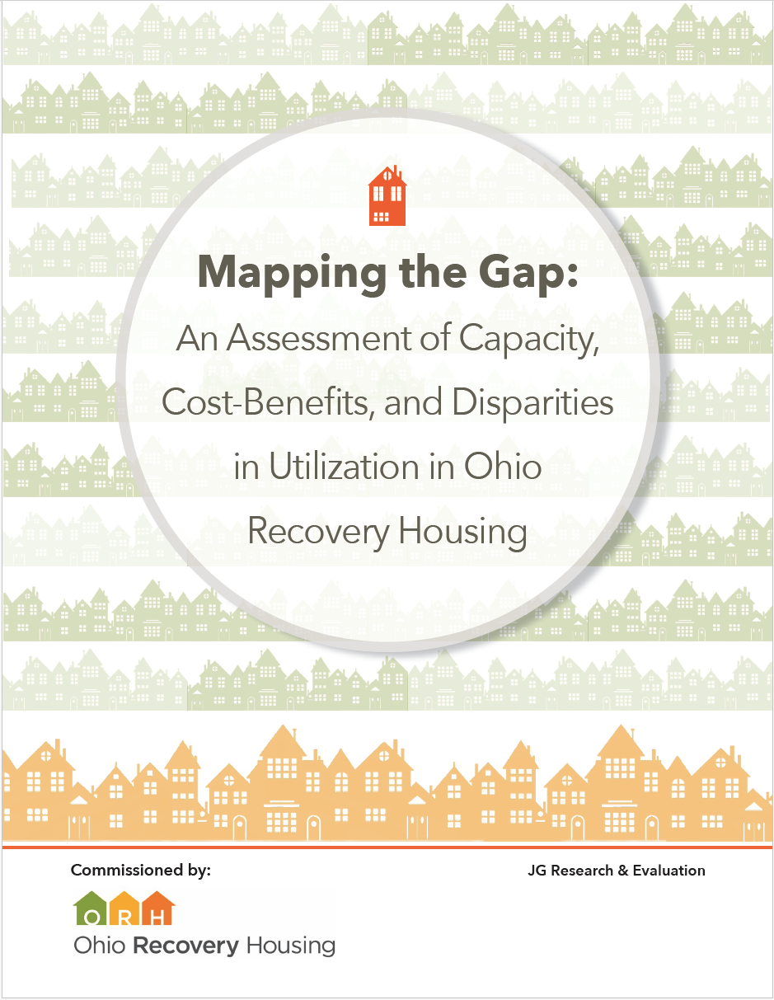 Mapping the Gap:
An Assessment of Capacity,
Cost-Benefits, and Disparities
in Utilization in Ohio
Recovery Housing
Commissioned by:
JG Research & Evaluation
O R H
Ohio Recovery Housing